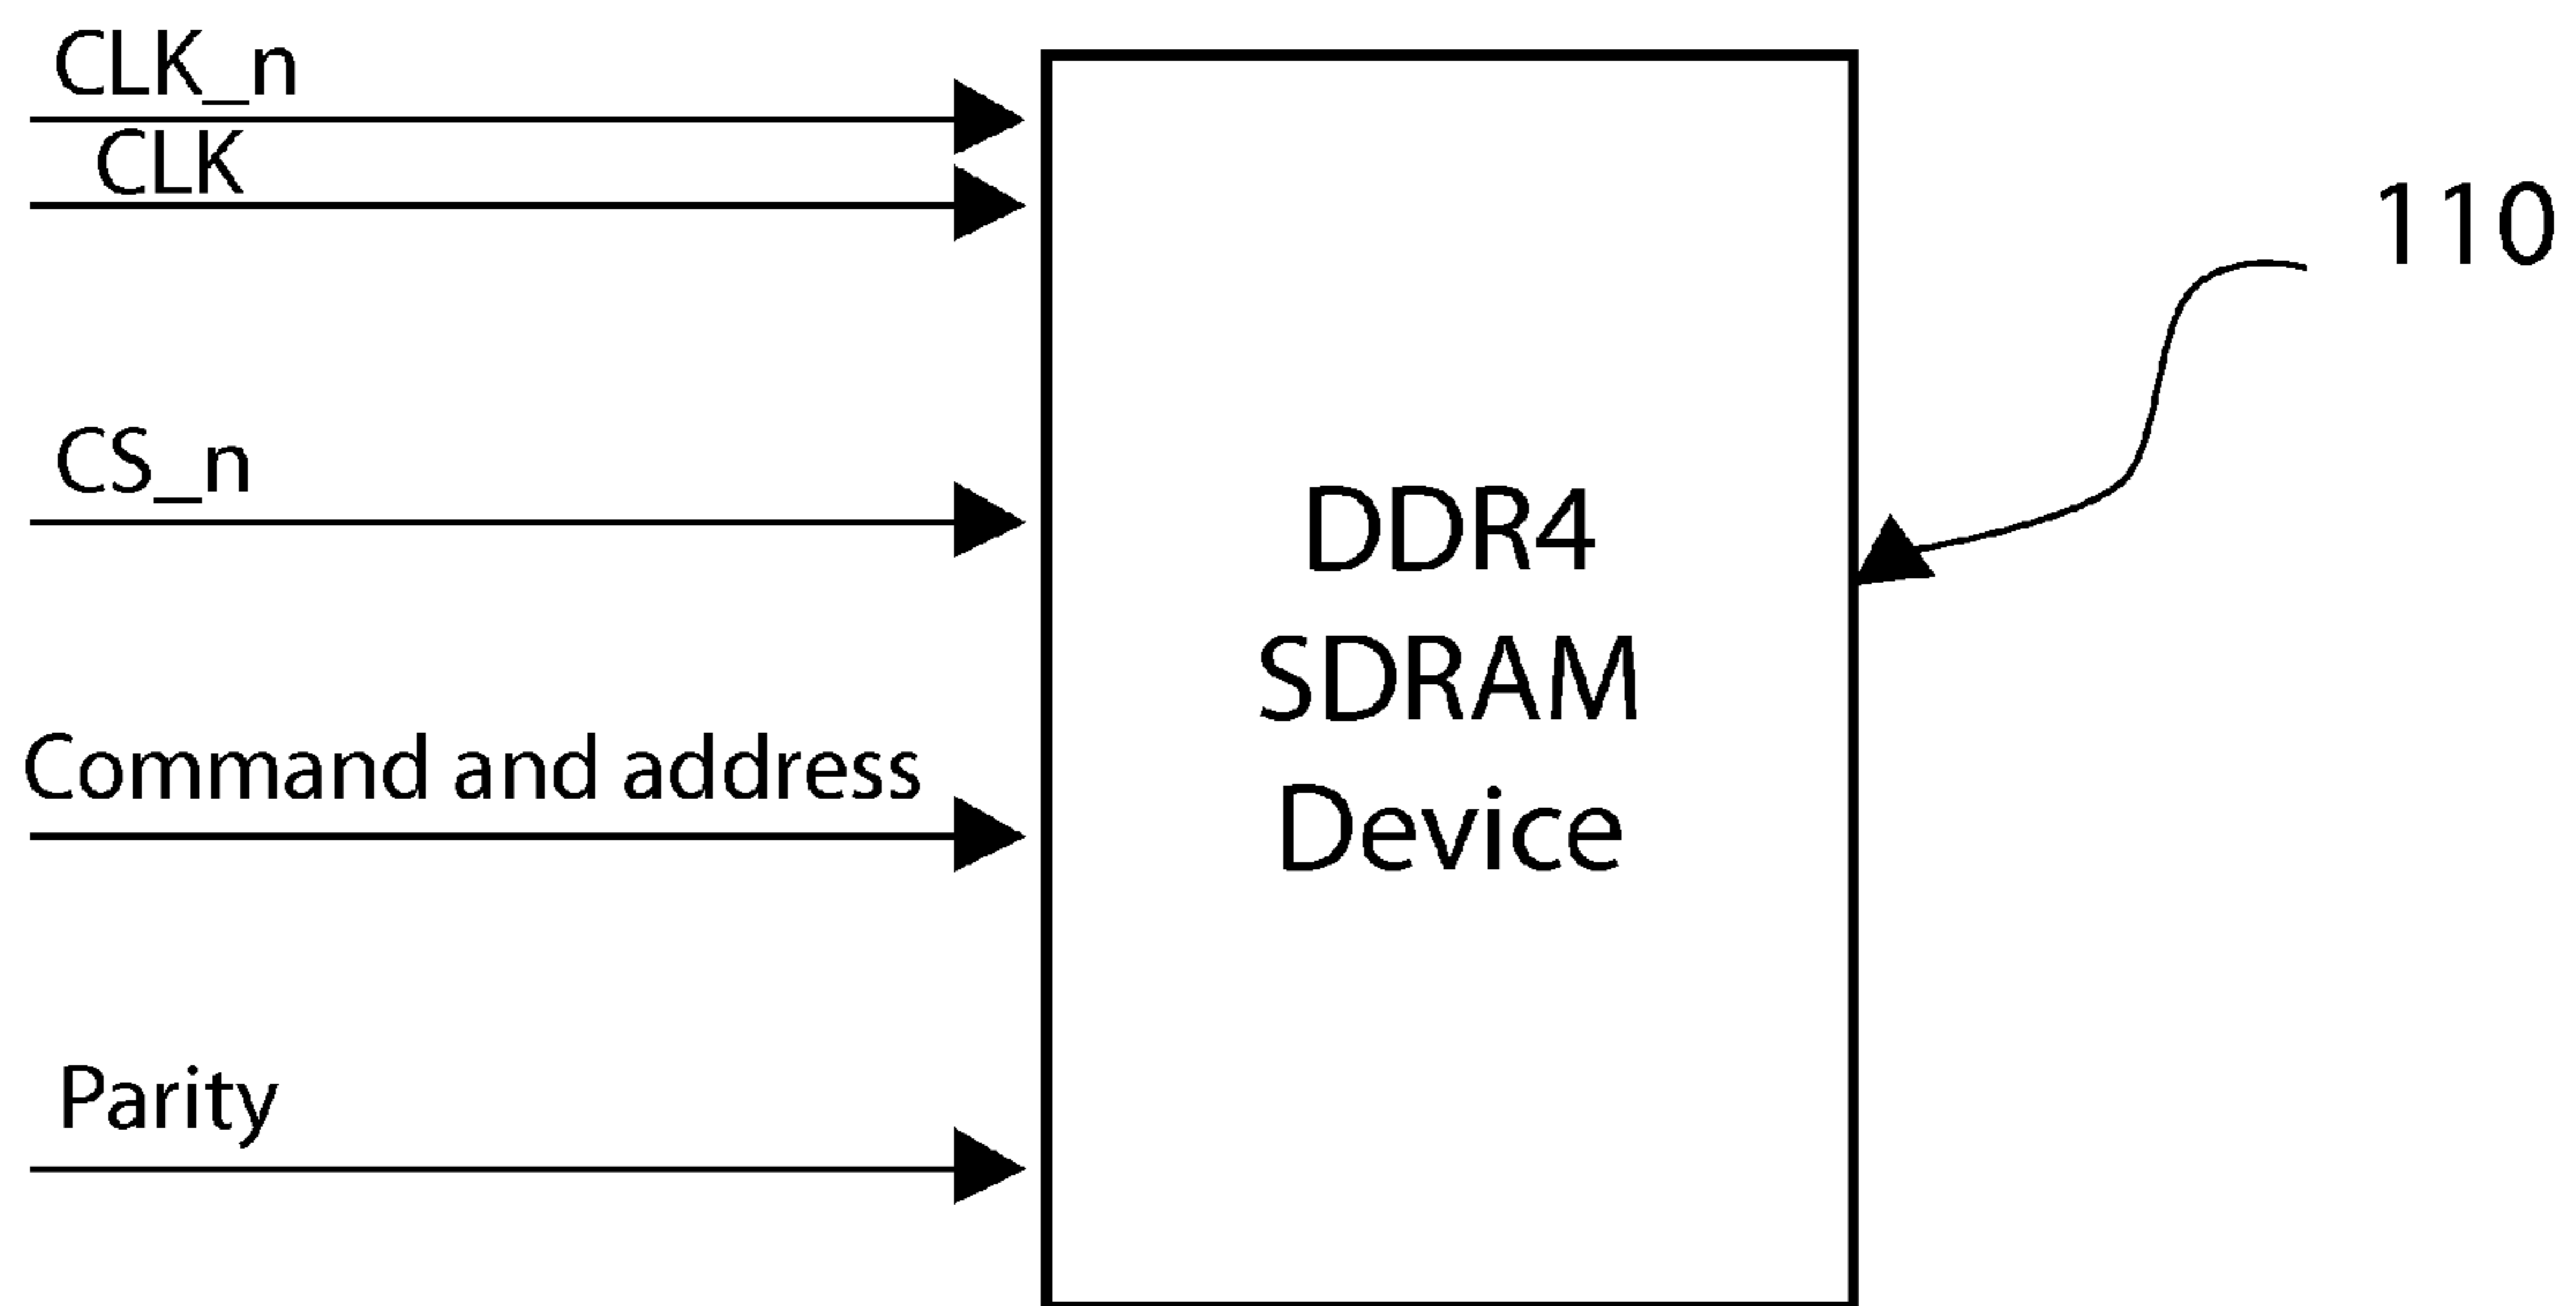 CLK_n
CLK
CS_n
Command and address
Parity
DDR4
SDRAM
Device
110